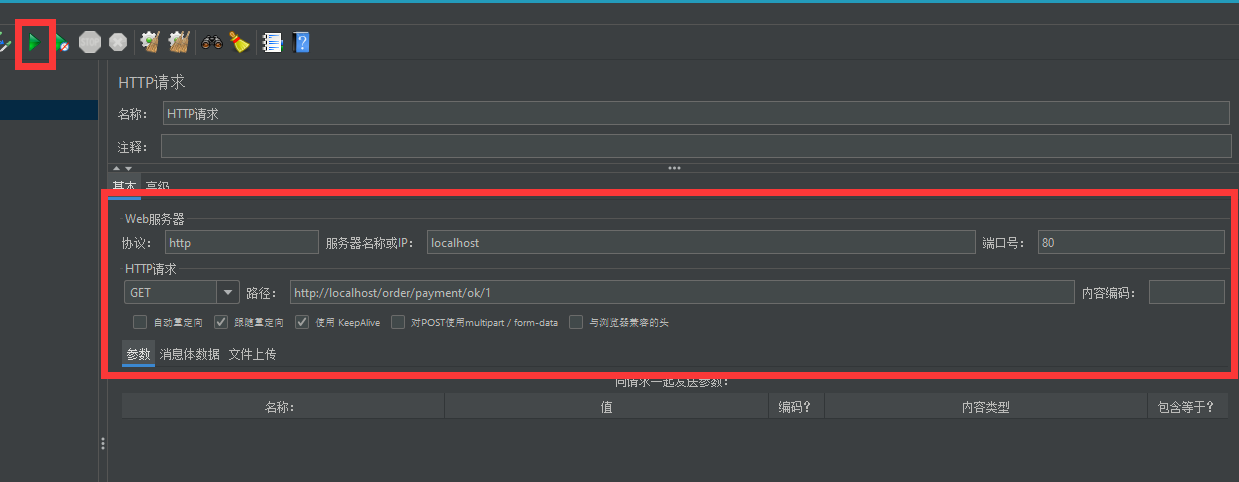 STOP
?
HTTP请求
名称： HTTP请求
注释：
基本 高级
Web服务器
协议： http 服务器名称或IP： localhost 端口号： 80
HTTP请求
GET 路径： http://localhost/order/payment/ok/1 内容编码：
自动重定向 跟随重定向 使用 KeepAlive 对POST使用multipart / form-data 与浏览器兼容的头
参数 消息体数据 文件上传
同请求一起发送参数：
名称： 值 编码？ 内容类型 包含等于？